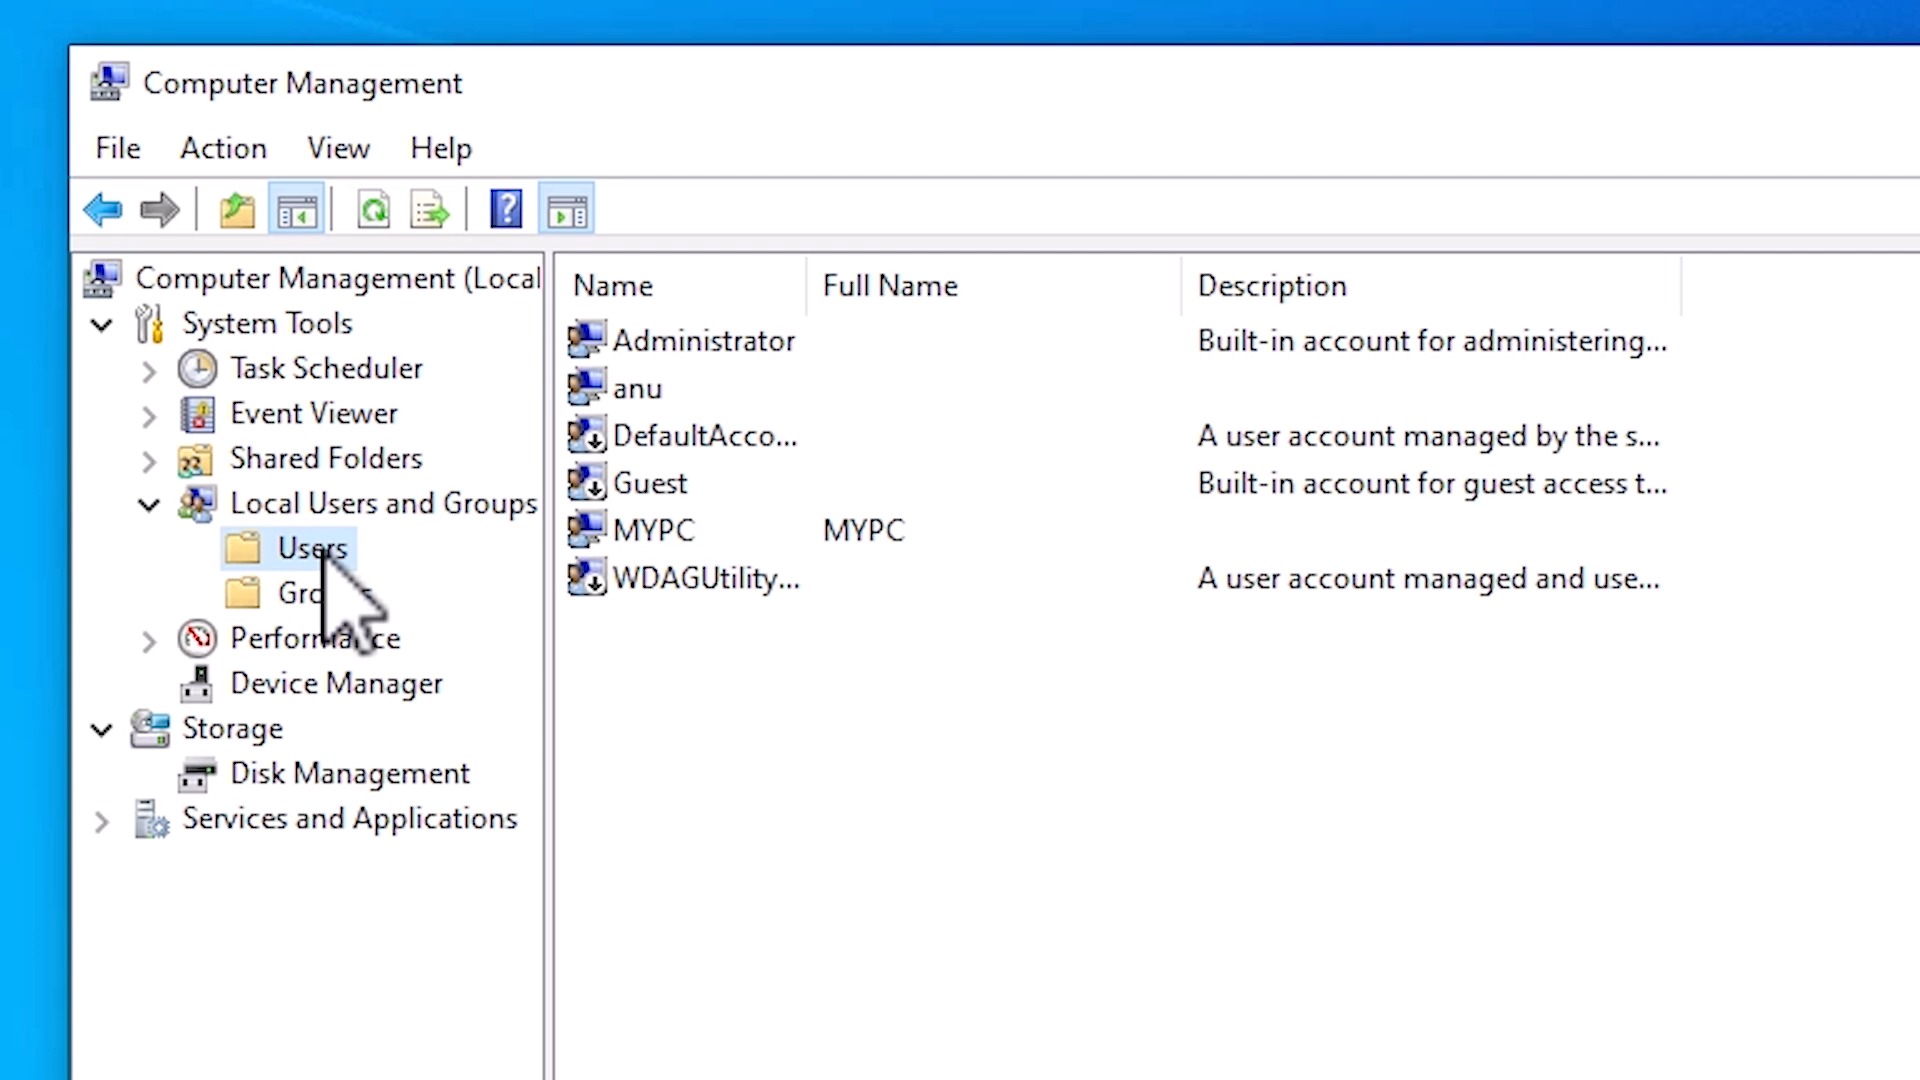 Computer Management
File Action View Help
Computer Management (Local
System Tools
Task Scheduler
Event Viewer
Shared Folders
Local Users and Groups
Users
Performance
Device Manager
Storage
Disk Management
Services and Applications
Name Full Name Description
Administrator Built-in account for administering...
anu
DefaultAcco... A user account managed by the s...
Guest Built-in account for guest access t...
MYPC MYPC
WDAGUtility... A user account managed and use...